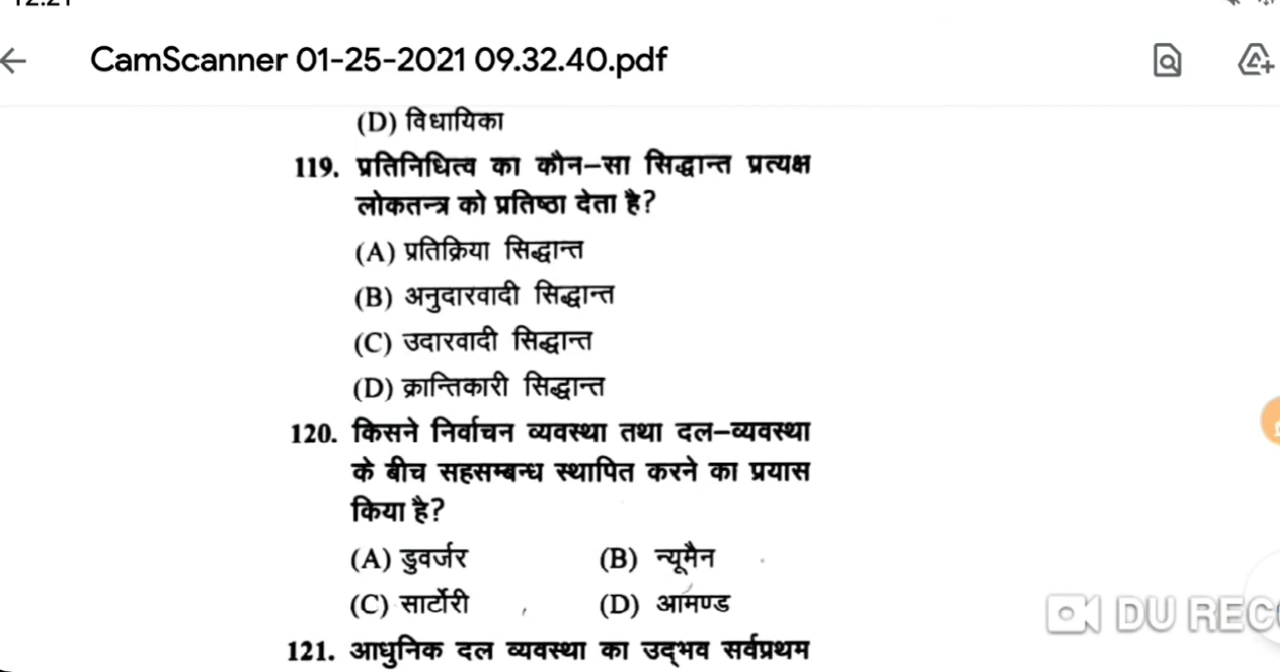 CamScanner 01-25-2021 09.32.40.pdf
(D) विधायिका
119. प्रतिनिधित्व का कौन-सा सिद्धान्त प्रत्यक्ष
लोकतन्त्र को प्रतिष्ठा देता है?
(A) प्रतिक्रिया सिद्धान्त
(B) अनुदारवादी सिद्धान्त
(C) उदारवादी सिद्धान्त
(D) क्रान्तिकारी सिद्धान्त
120. किसने निर्वाचन व्यवस्था तथा दल-व्यवस्था
के बीच सहसम्बन्ध स्थापित करने का प्रयास
किया है?
(A) डुवर्जर (B) न्यूमैन
(C) सार्टोरी (D) आमण्ड
DU REC
121. आधुनिक दल व्यवस्था का उद्भव सर्वप्रथम